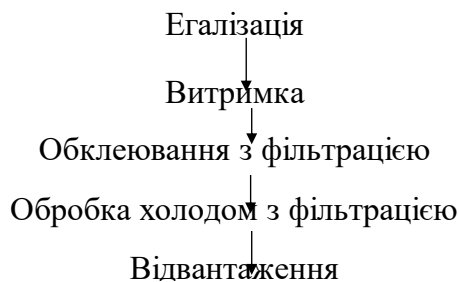 Егалізація
Витримка
Обклеювання з фільтрацією
Обробка холодом з фільтрацією
Відвантаження